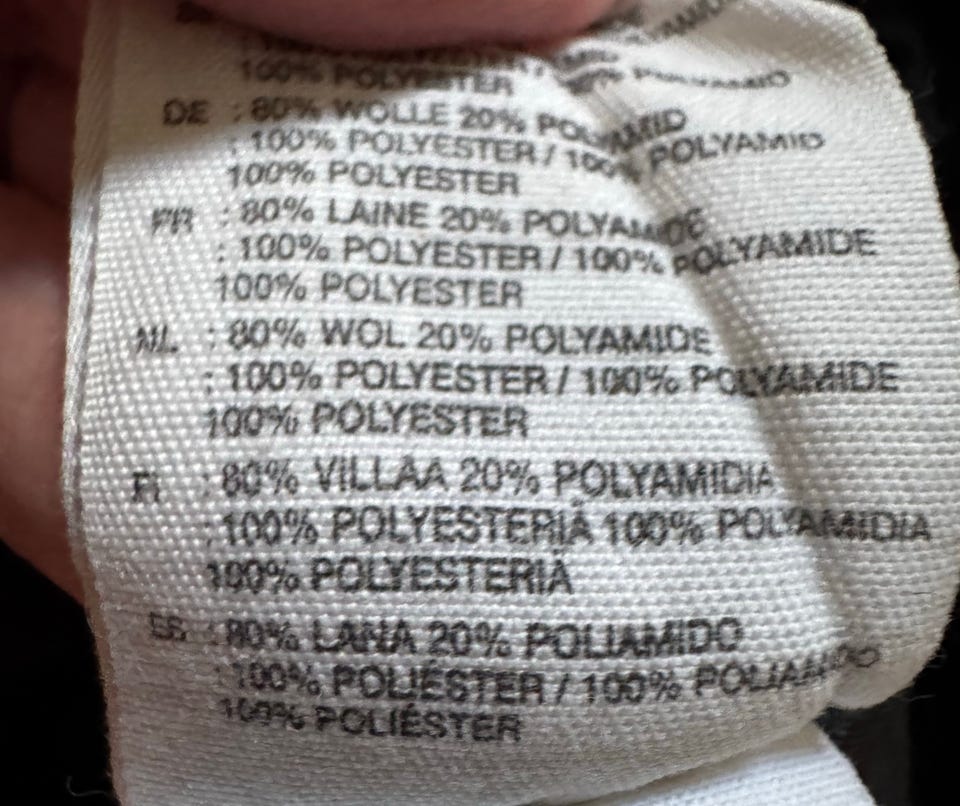 100% POLYESTER
DE : 80% WOLLE 20% POLYAMID
: 100% POLYESTER / 100% POLYAMID
100% POLYESTER
FR : 80% LAINE 20% POLYAMIDE
: 100% POLYESTER / 100% POLYAMIDE
100% POLYESTER
NL : 80% WOL 20% POLYAMIDE
: 100% POLYESTER / 100% POLYAMIDE
100% POLYESTER
FI : 80% VILLAA 20% POLYAMIDIA
: 100% POLYESTERIÄ 100% POLYAMIDIA
100% POLYESTERIÄ
ES : 80% LANA 20% POLIAMIDO
: 100% POLIÉSTER / 100% POLIAMIDO
100% POLIÉSTER